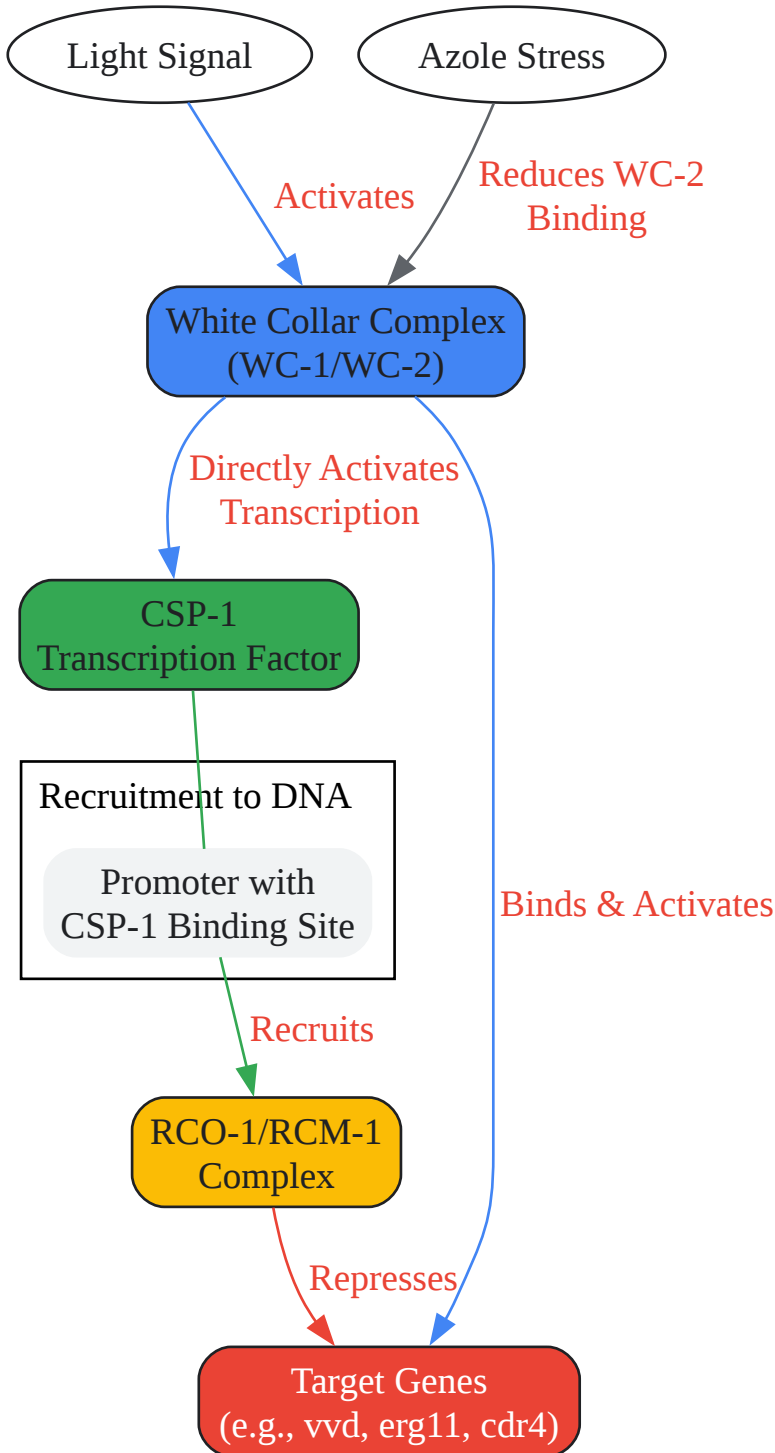 Light Signal
Azole Stress
Activates
Reduces WC-2
Binding
White Collar Complex
(WC-1/WC-2)
Directly Activates
Transcription
CSP-1
Transcription Factor
Recruitment to DNA
Promoter with
CSP-1 Binding Site
Binds & Activates
Recruits
RCO-1/RCM-1
Complex
Represses
Target Genes
(e.g., vvd, erg11, cdr4)